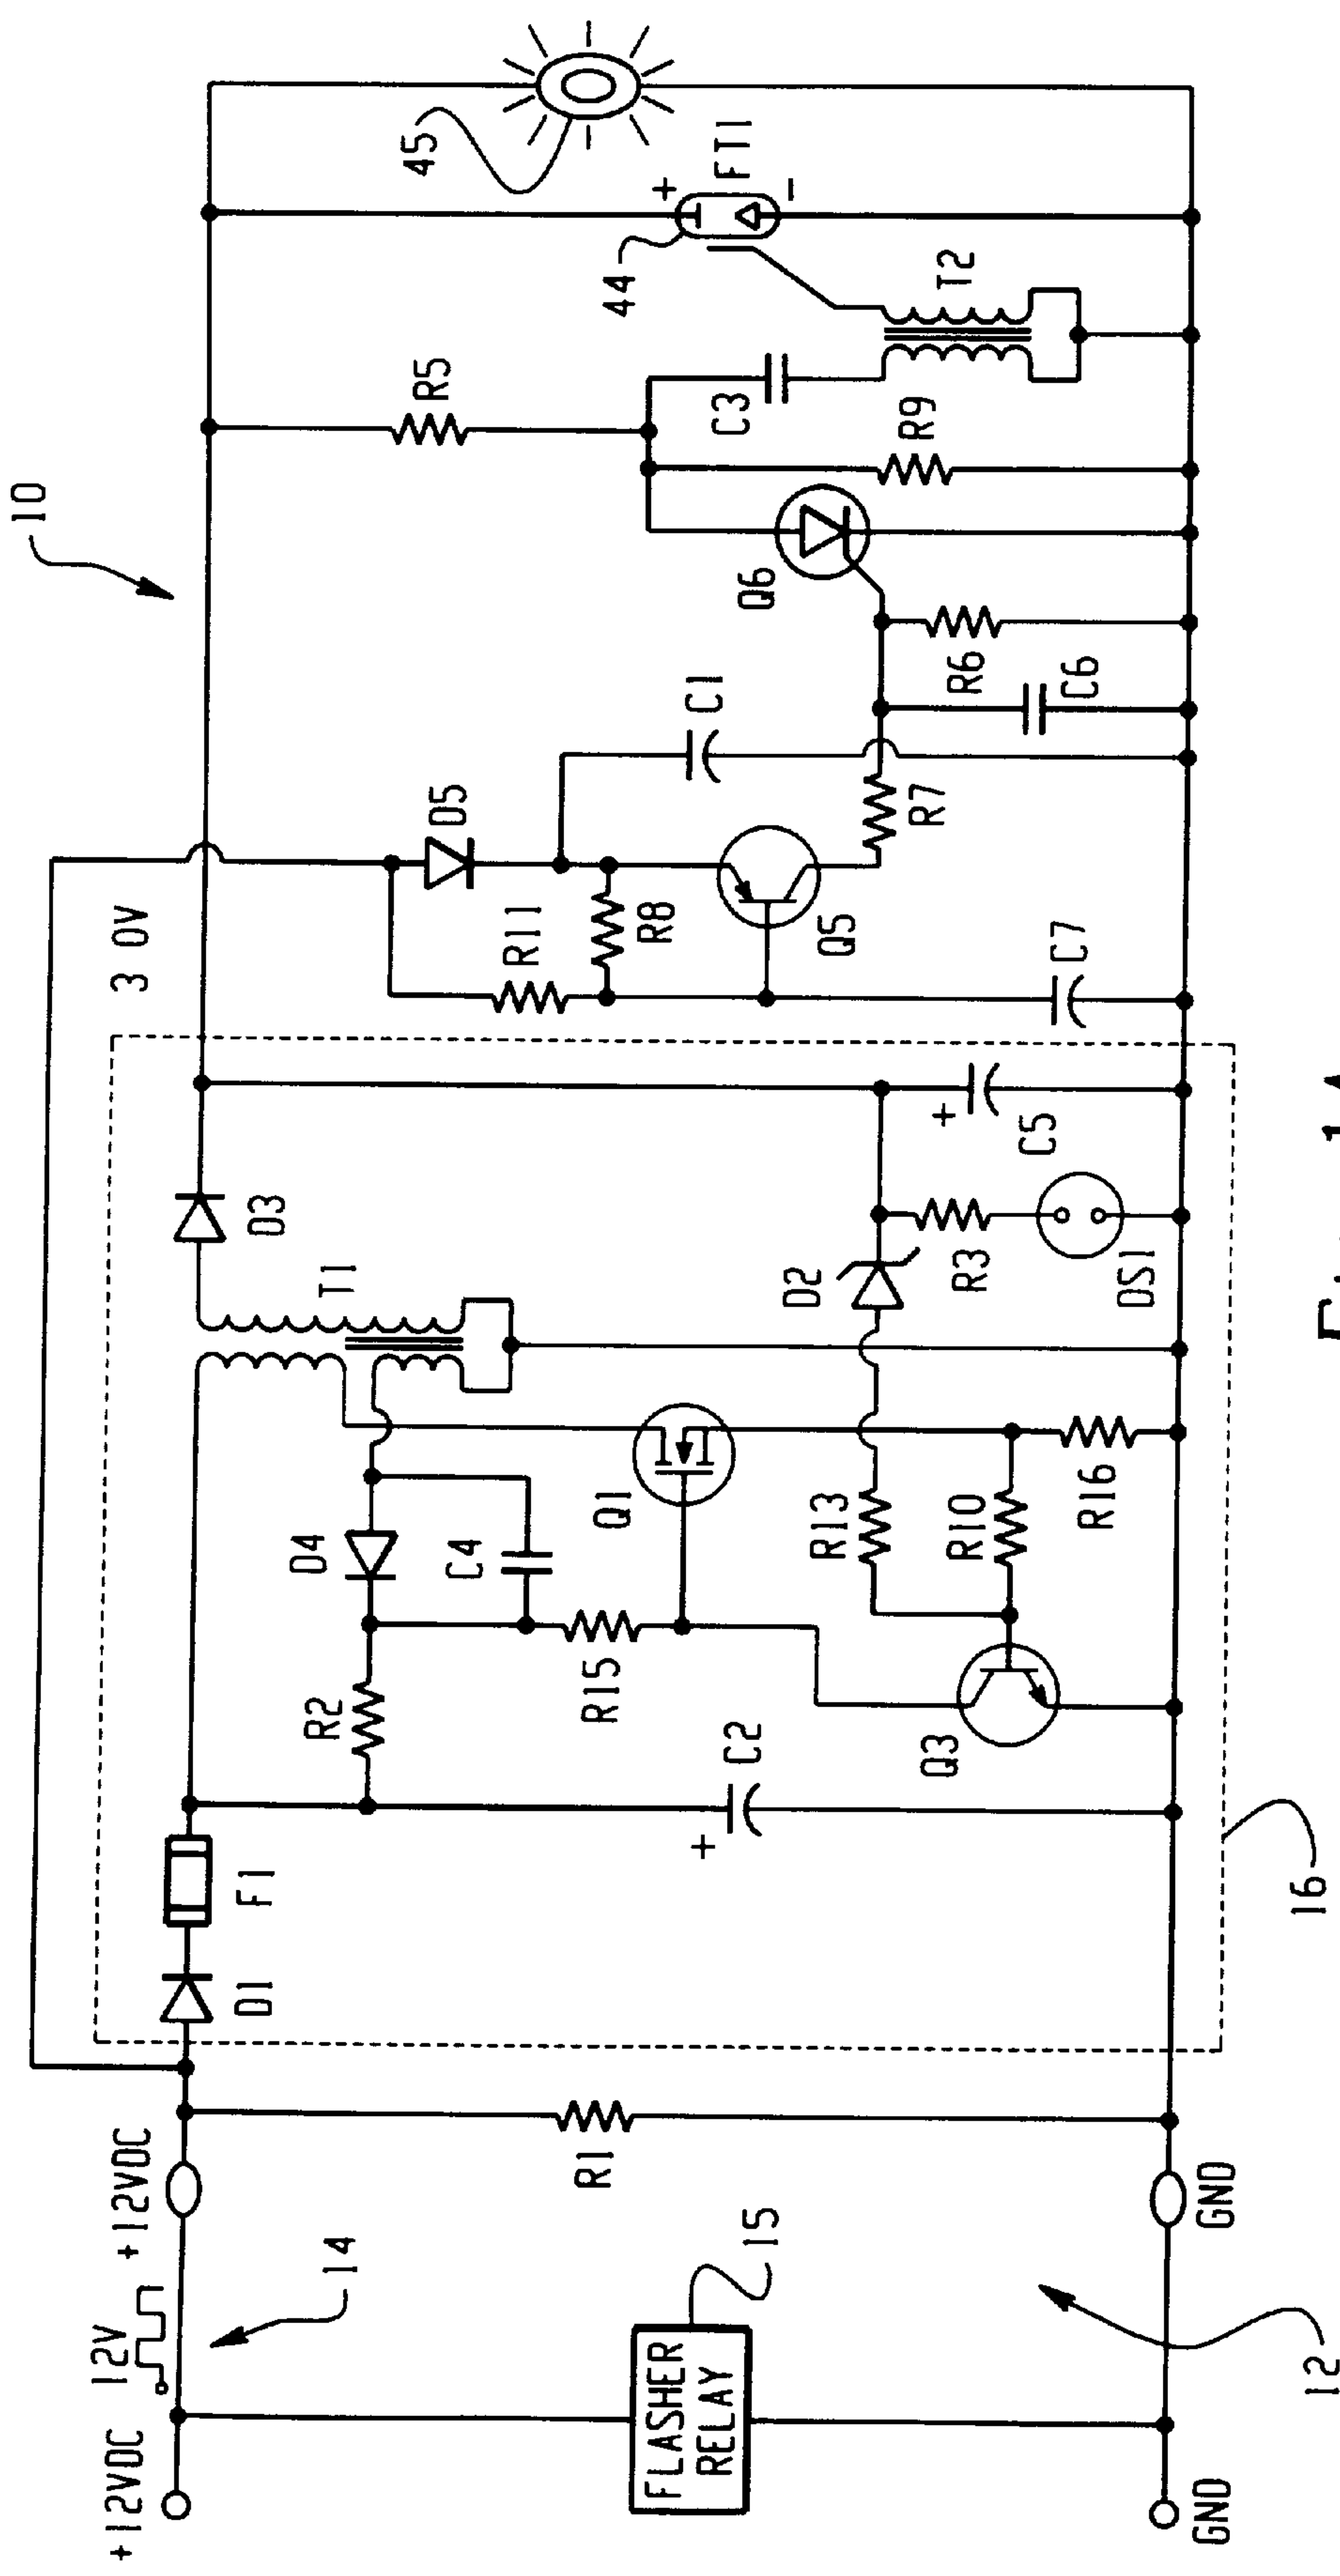 10
+12VDC
12V
+12VDC
14
FLASHER
RELAY
15
GND
GND
12
R1
D1
F1
R2
D4
C4
R15
C2
Q1
Q3
R13
R10
R16
T1
D3
D2
R3
DS1
C5
16
3 0V
R11
D5
R8
Q5
C7
C1
R7
C6
R6
Q6
R9
R5
C3
T2
44
FT1
45
+
+
+
-